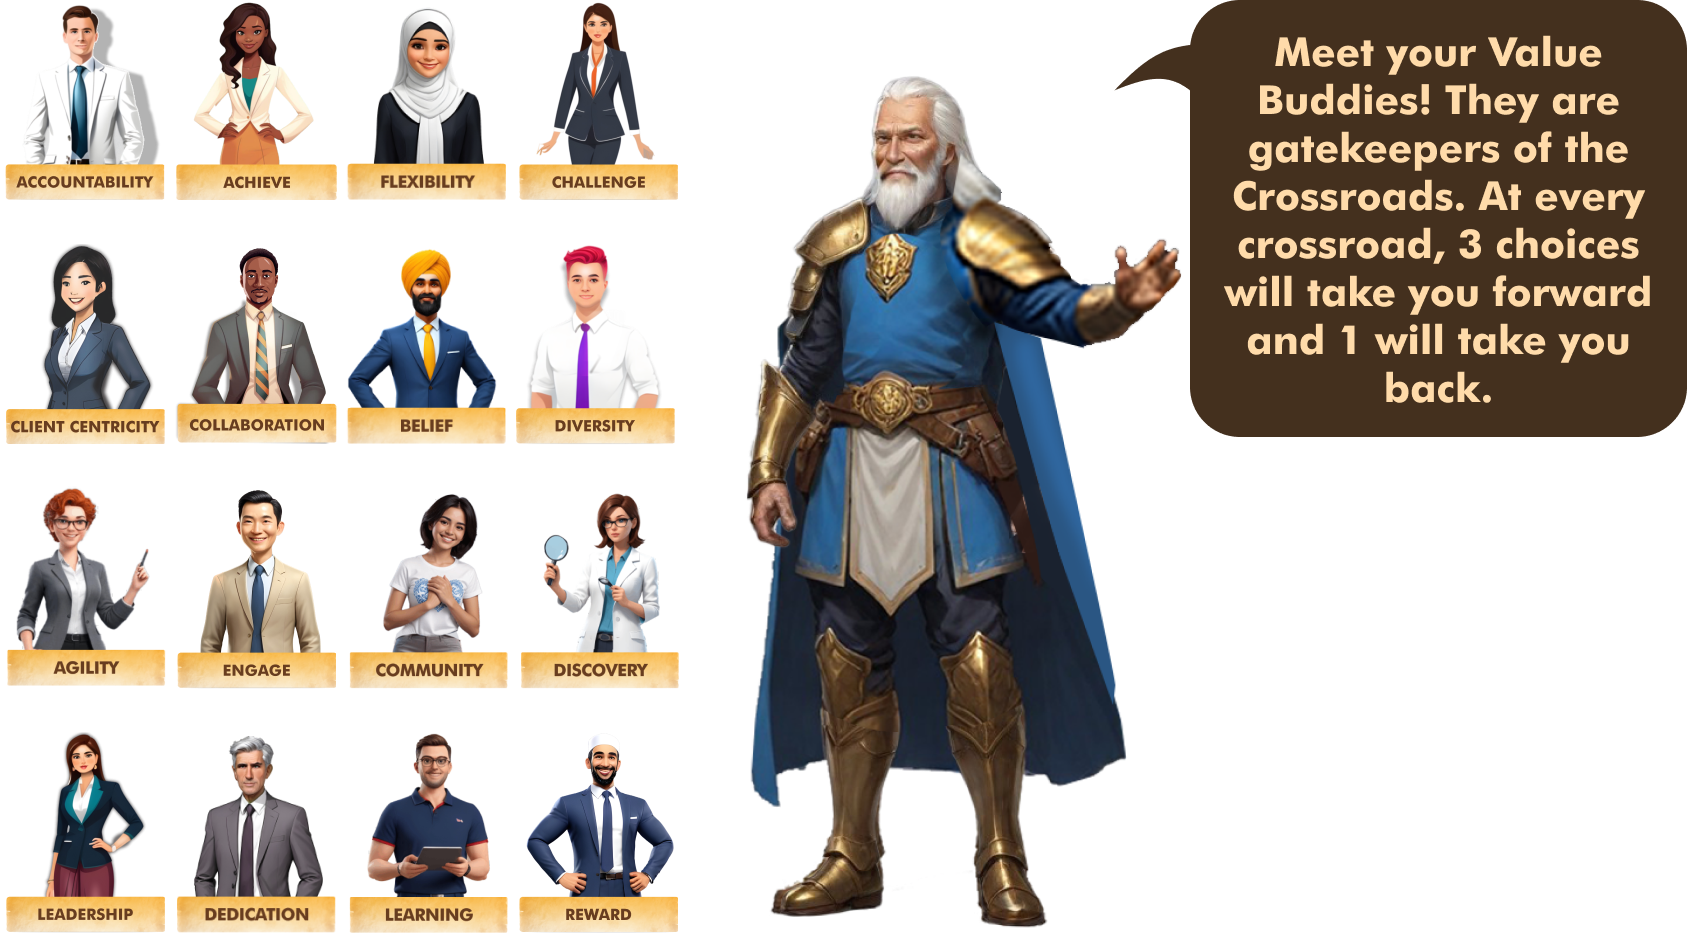 ACCOUNTABILITY
ACHIEVE
FLEXIBILITY
CHALLENGE
CLIENT CENTRICITY
COLLABORATION
BELIEF
DIVERSITY
AGILITY
ENGAGE
COMMUNITY
DISCOVERY
LEADERSHIP
DEDICATION
LEARNING
REWARD
Meet your Value
Buddies! They are
gatekeepers of the
Crossroads. At every
crossroad, 3 choices
will take you forward
and 1 will take you
back.